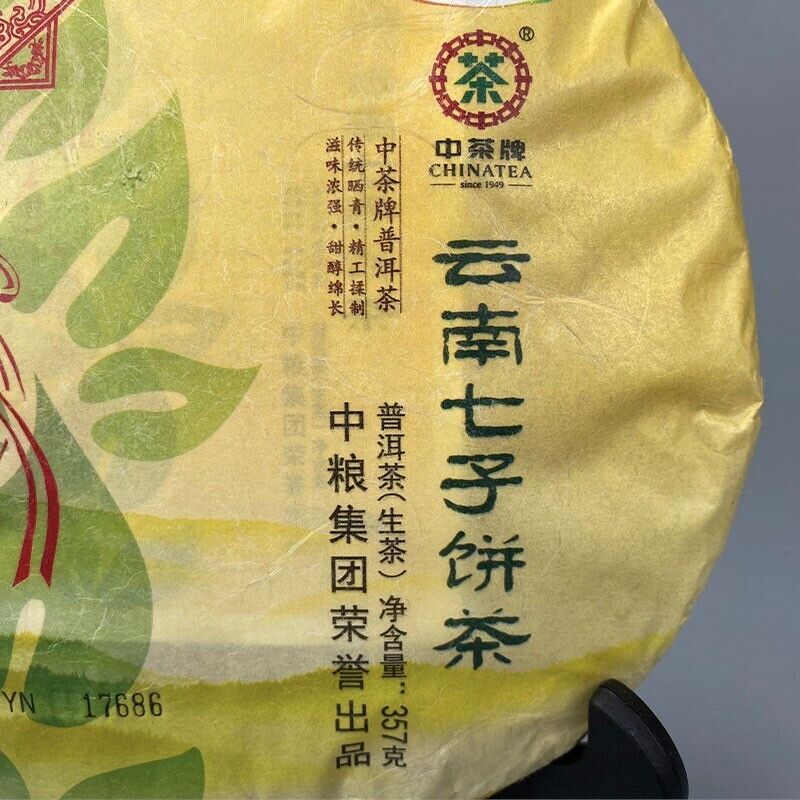 茶
®
中茶牌
CHINATEA
since 1949
云南七子饼茶
中茶牌普洱茶
传统晒青·精工揉制
滋味浓强·甜醇绵长
普洱茶(生茶) 净含量:357克
中粮集团荣誉出品
YN 17686